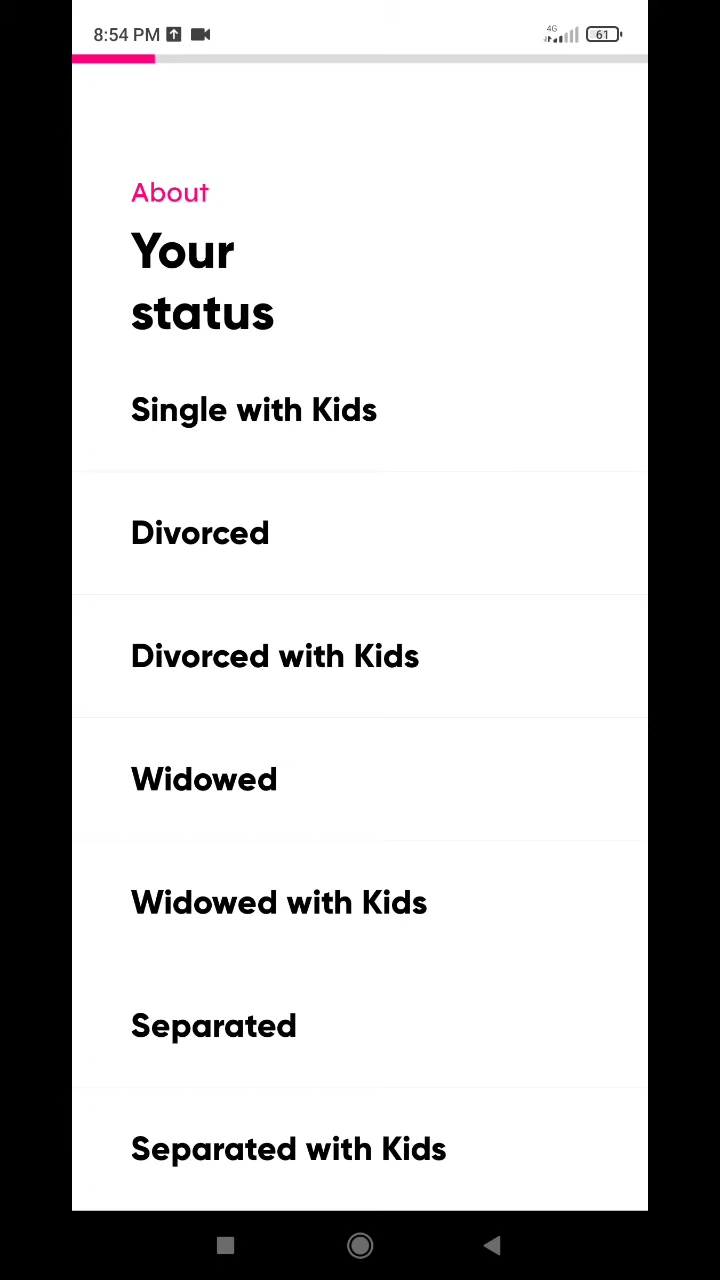 8:54 PM 4G 61
About
Your
status
Single with Kids
Divorced
Divorced with Kids
Widowed
Widowed with Kids
Separated
Separated with Kids